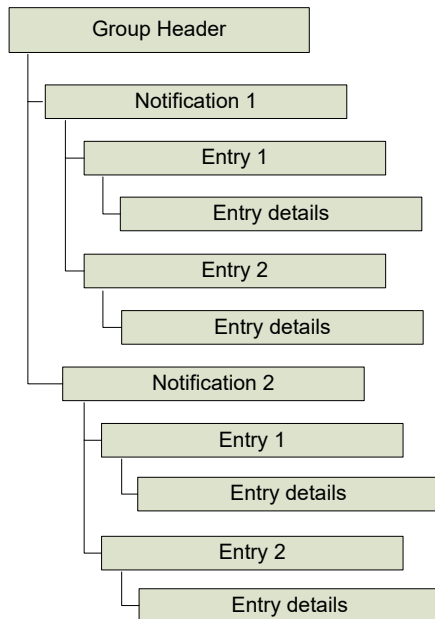 Group Header
Notification 1
Entry 1
Entry details
Entry 2
Entry details
Notification 2
Entry 1
Entry details
Entry 2
Entry details